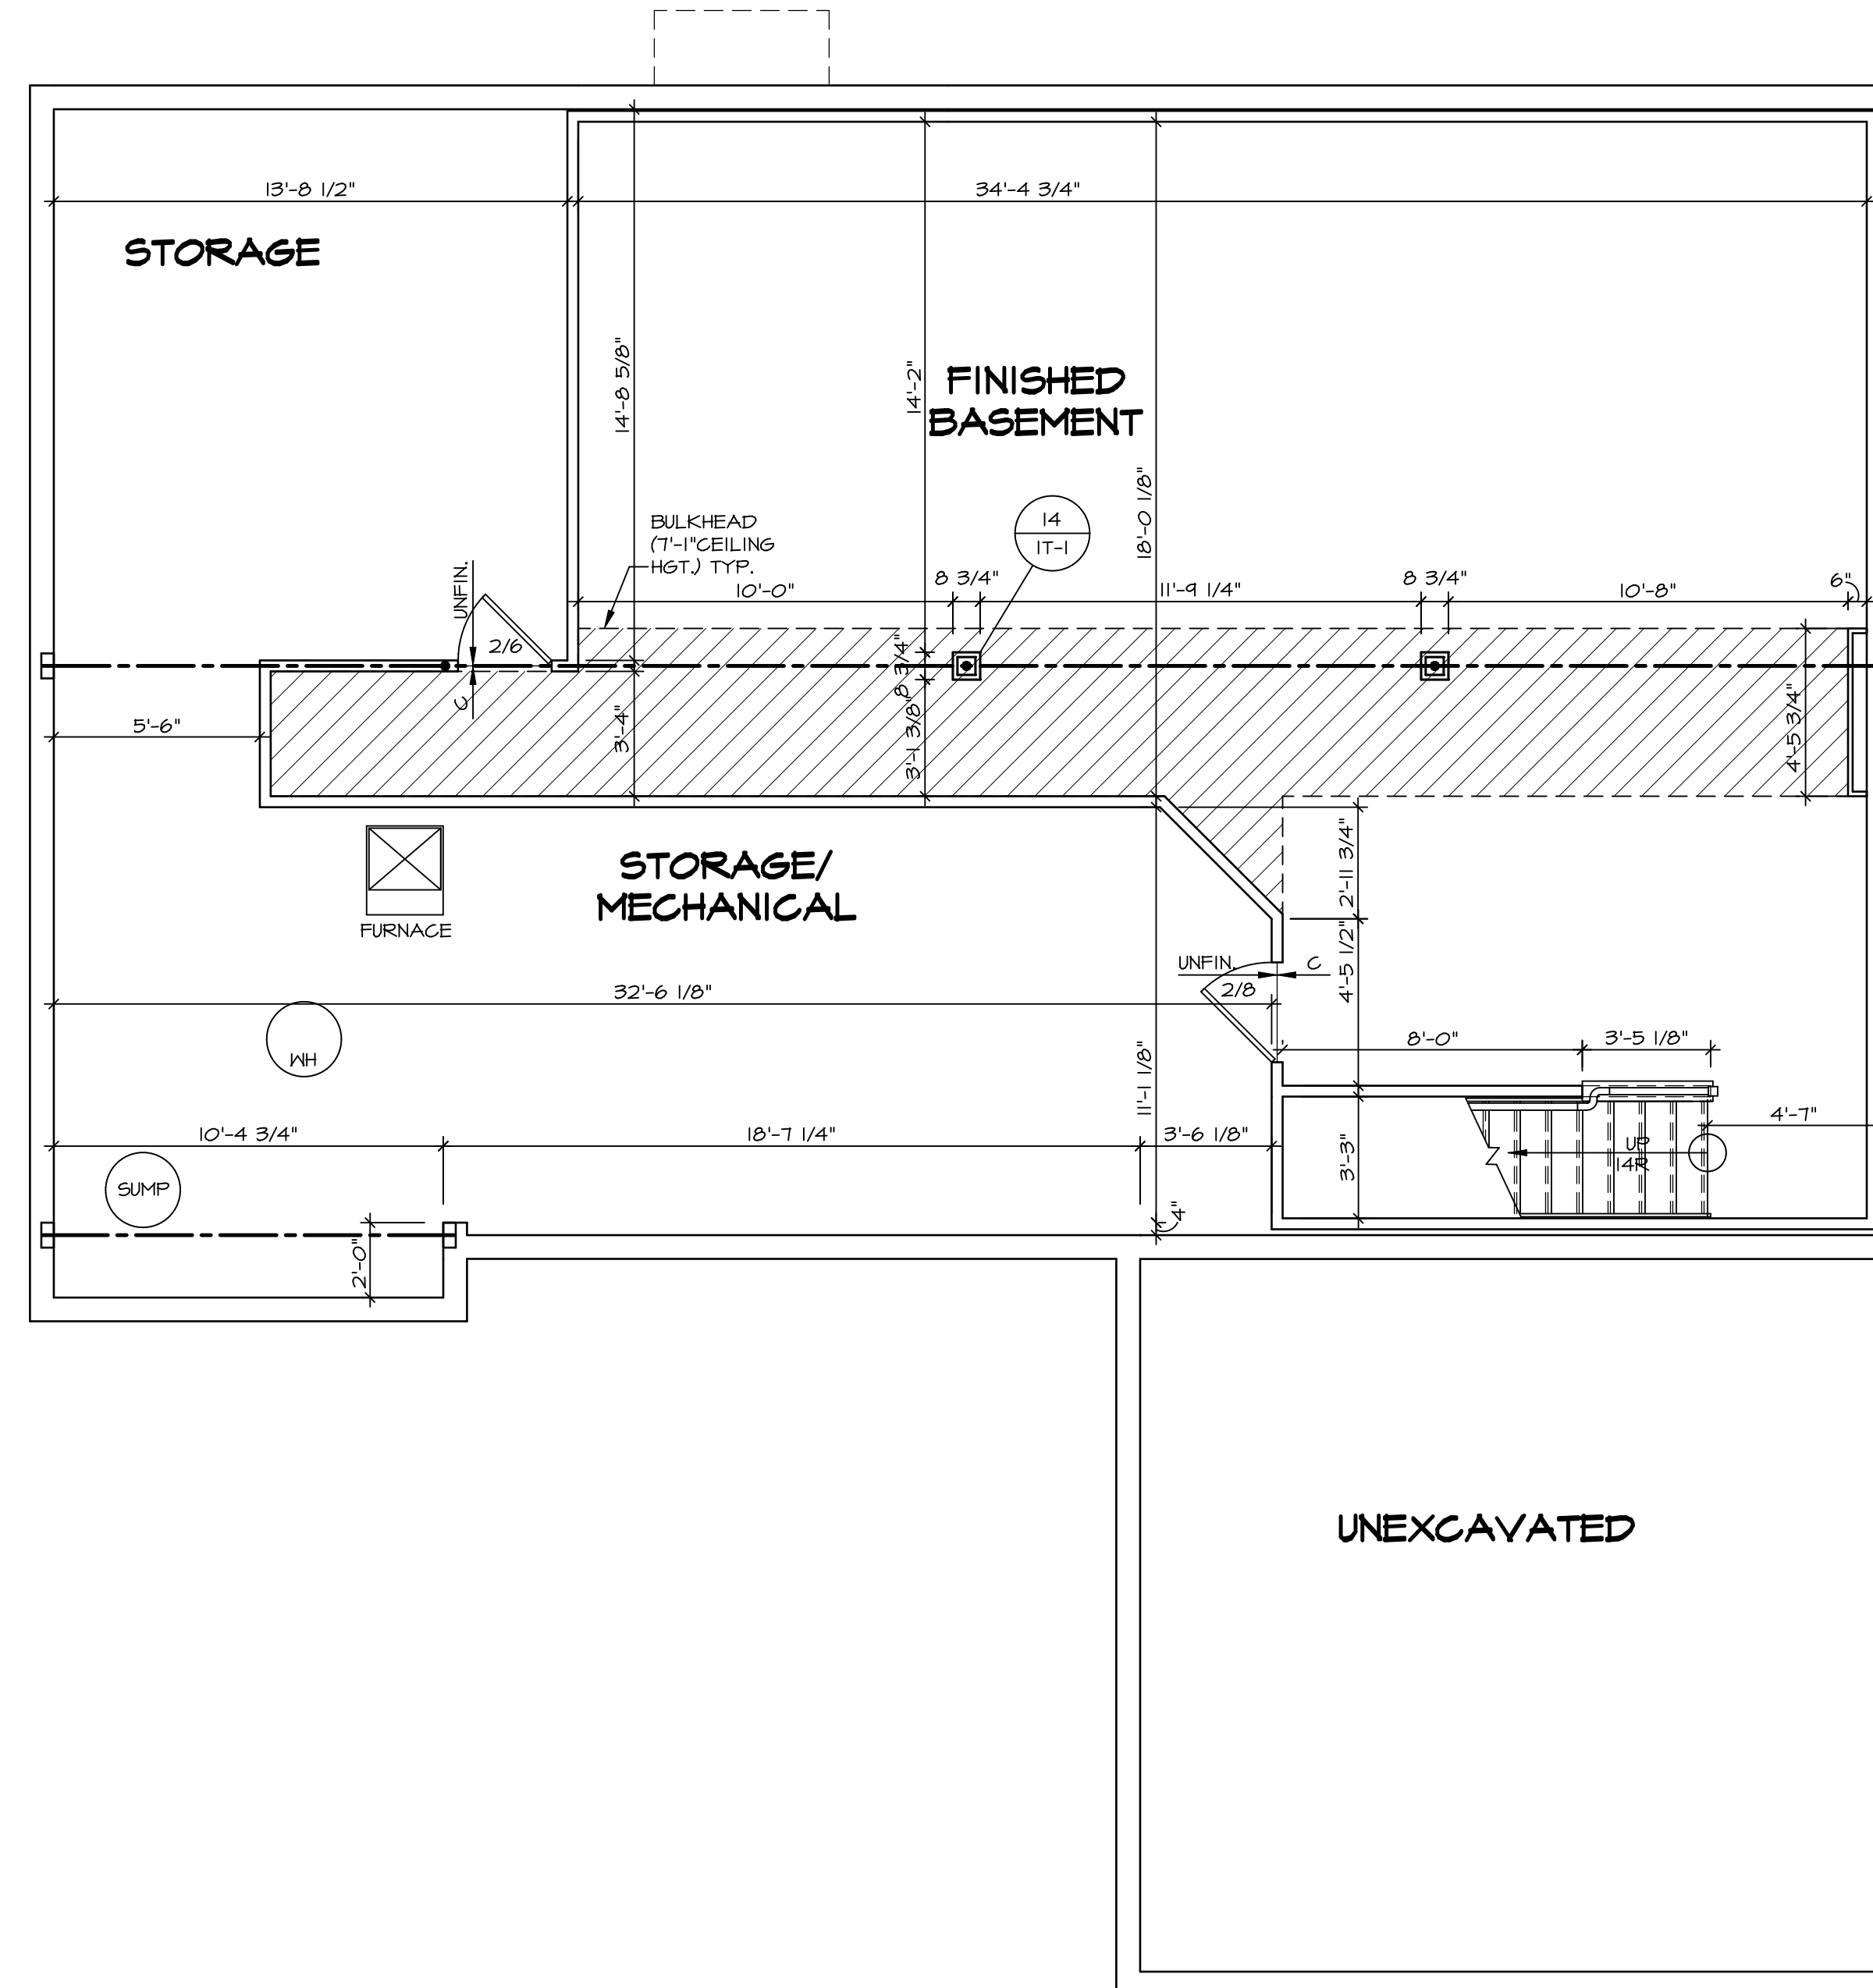 13'-8 1/2"
34'-4 3/4"
STORAGE
14'-8 5/8"
14'-2"
FINISHED
BASEMENT
18'-0 1/8"
BULKHEAD
(7'-1"CEILING
HGT.) TYP.
14
1T-1
UNFIN.
2/6
C
10'-0"
8 3/4"
11'-9 1/4"
8 3/4"
10'-8"
6"
8 3/4"
5'-6"
3'-4"
3'-1 3/8"
4'-5 3/4"
STORAGE/
MECHANICAL
FURNACE
2'-11 3/4"
UNFIN.
C
2/8
4'-5 1/2"
32'-6 1/8"
WH
8'-0"
3'-5 1/8"
11'-1 1/8"
10'-4 3/4"
18'-7 1/4"
3'-6 1/8"
4'-7"
3'-3"
UP
14R
SUMP
4"
2'-0"
UNEXCAVATED